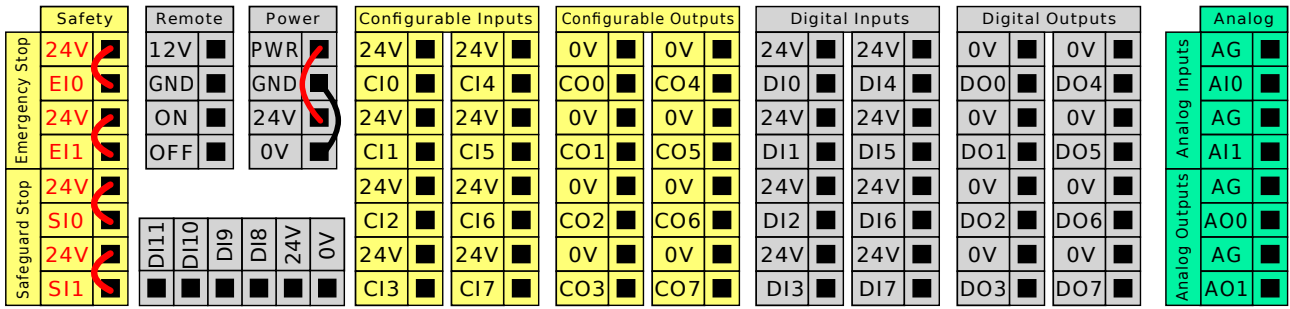 Safety
Emergency Stop
24V
EI0
24V
EI1
Safeguard Stop
24V
SI0
24V
SI1
Remote
12V
GND
ON
OFF
Power
PWR
GND
24V
0V
DI11
DI10
DI9
DI8
24V
0V
Configurable Inputs
24V 24V
CI0 CI4
24V 24V
CI1 CI5
24V 24V
CI2 CI6
24V 24V
CI3 CI7
Configurable Outputs
0V 0V
CO0 CO4
0V 0V
CO1 CO5
0V 0V
CO2 CO6
0V 0V
CO3 CO7
Digital Inputs
24V 24V
DI0 DI4
24V 24V
DI1 DI5
24V 24V
DI2 DI6
24V 24V
DI3 DI7
Digital Outputs
0V 0V
DO0 DO4
0V 0V
DO1 DO5
0V 0V
DO2 DO6
0V 0V
DO3 DO7
Analog
Analog Inputs
AG
AI0
AG
AI1
Analog Outputs
AG
AO0
AG
AO1